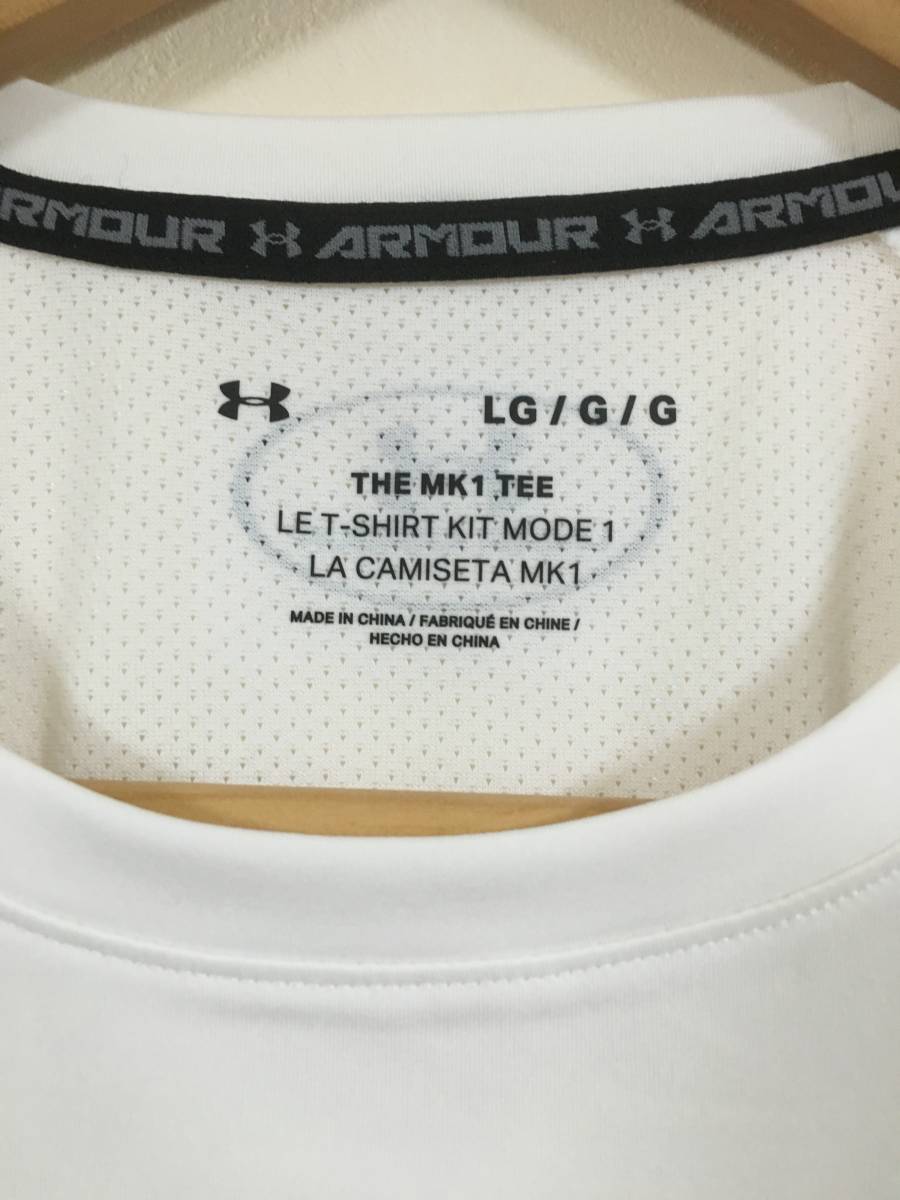 ARMOUR ARMOUR ARMOU
LG / G / G
THE MK1 TEE
LE T-SHIRT KIT MODE 1
LA CAMISETA MK1
MADE IN CHINA / FABRIQUÉ EN CHINE /
HECHO EN CHINA